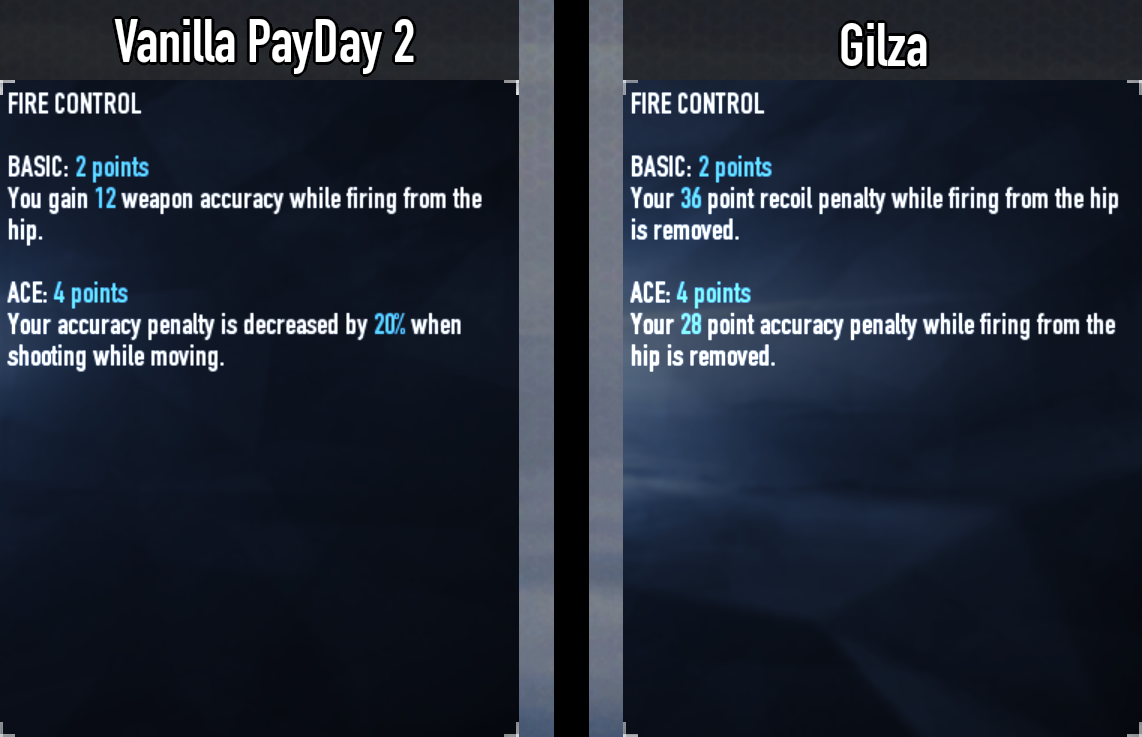 Vanilla PayDay 2
FIRE CONTROL
BASIC: 2 points
You gain 12 weapon accuracy while firing from the
hip.
ACE: 4 points
Your accuracy penalty is decreased by 20% when
shooting while moving.
Gilza
FIRE CONTROL
BASIC: 2 points
Your 36 point recoil penalty while firing from the hip
is removed.
ACE: 4 points
Your 28 point accuracy penalty while firing from the
hip is removed.